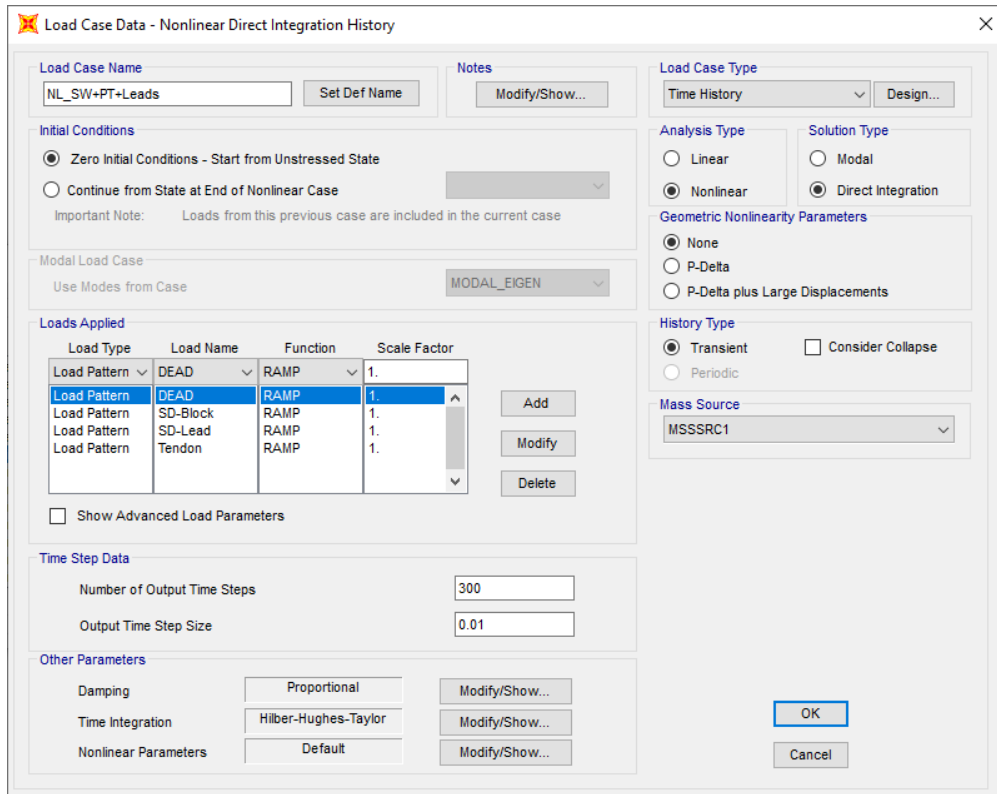 Load Case Data - Nonlinear Direct Integration History
Load Case Name
NL_SW+PT+Leads
Set Def Name
Notes
Modify/Show...
Load Case Type
Time History
Design...
Initial Conditions
Zero Initial Conditions - Start from Unstressed State
Continue from State at End of Nonlinear Case
Important Note: Loads from this previous case are included in the current case
Analysis Type
Linear
Nonlinear
Solution Type
Modal
Direct Integration
Geometric Nonlinearity Parameters
None
P-Delta
P-Delta plus Large Displacements
Modal Load Case
Use Modes from Case
MODAL_EIGEN
Loads Applied
Load Type Load Name Function Scale Factor
Load Pattern DEAD RAMP 1.
Load Pattern DEAD RAMP 1.
Load Pattern SD-Block RAMP 1.
Load Pattern SD-Lead RAMP 1.
Load Pattern Tendon RAMP 1.
Add
Modify
Delete
Show Advanced Load Parameters
History Type
Transient
Consider Collapse
Periodic
Mass Source
MSSSRC1
Time Step Data
Number of Output Time Steps 300
Output Time Step Size 0.01
Other Parameters
Damping Proportional Modify/Show...
Time Integration Hilber-Hughes-Taylor Modify/Show...
Nonlinear Parameters Default Modify/Show...
OK
Cancel